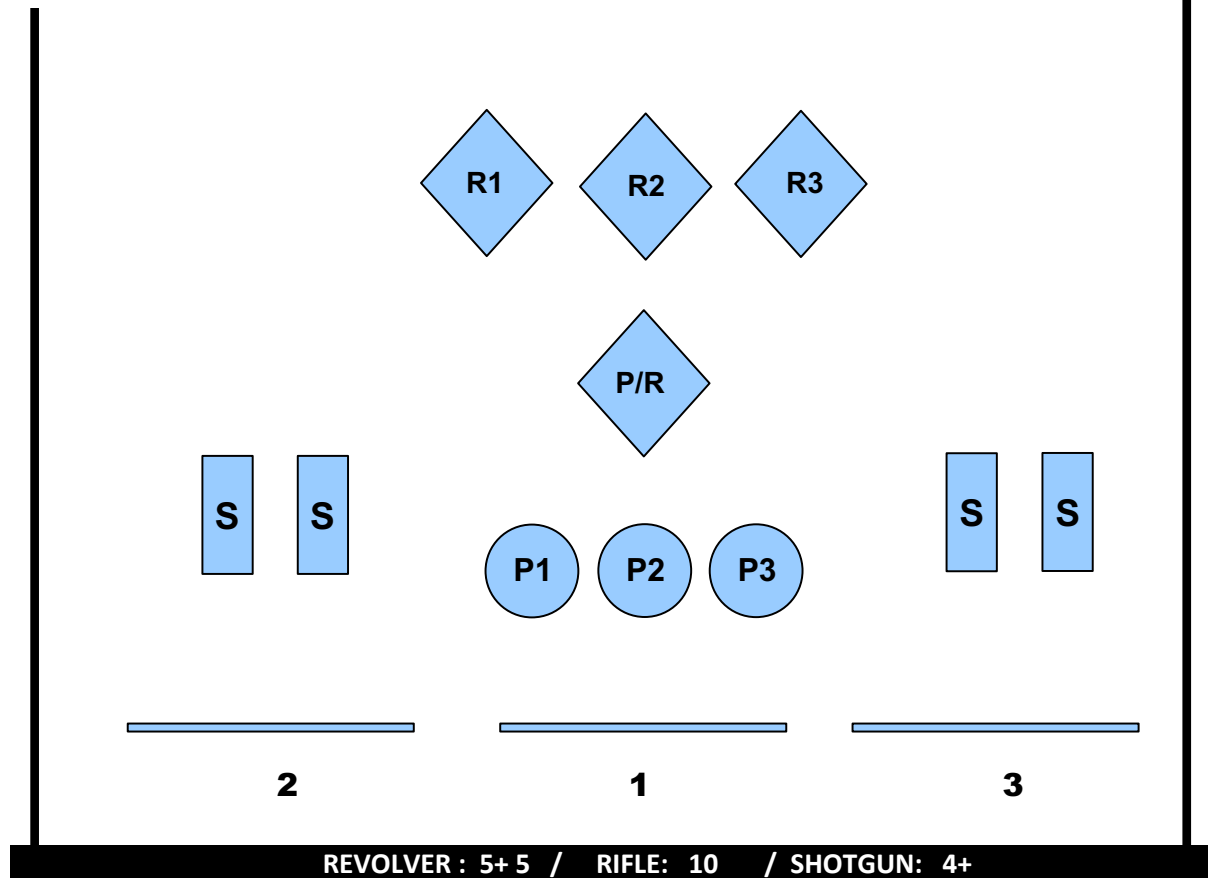 R1 R2 R3
P/R
S S S S
P1 P2 P3
2 1 3
REVOLVER : 5+ 5 / RIFLE: 10 / SHOTGUN: 4+